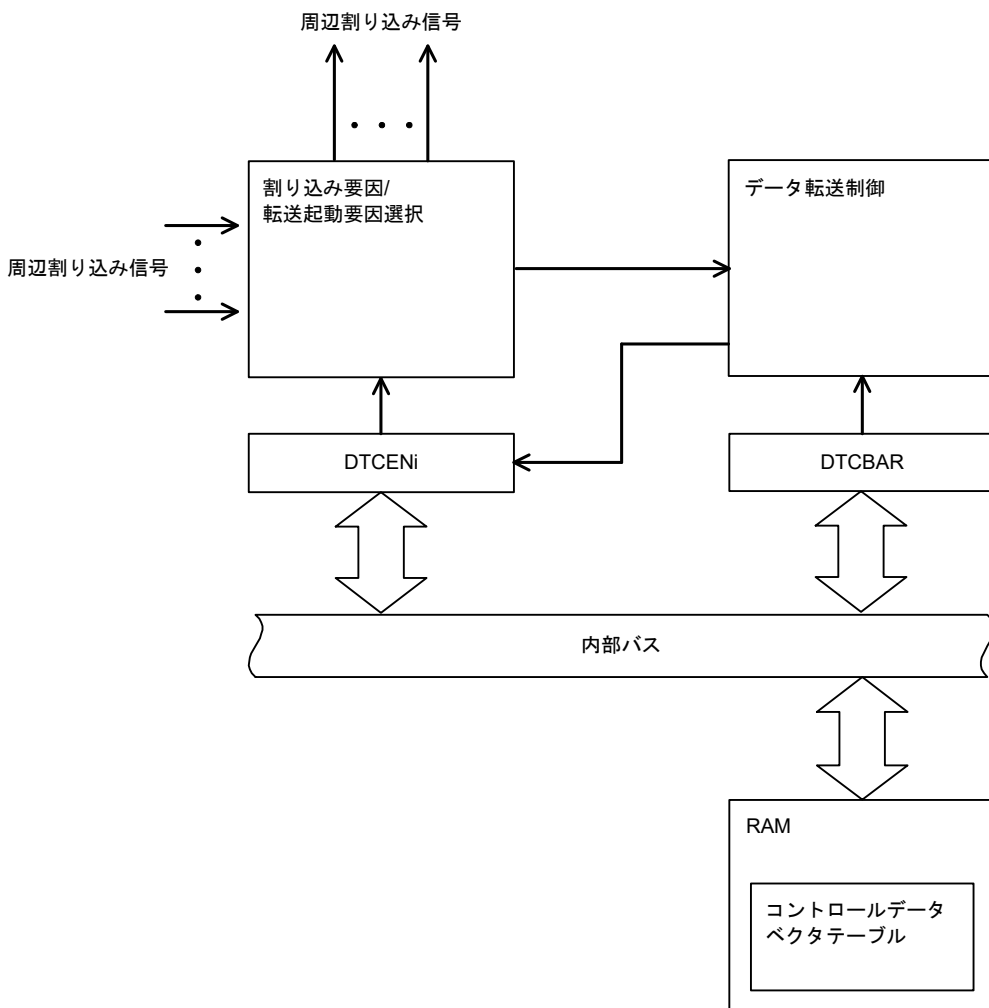 周辺割り込み信号
割り込み要因/
転送起動要因選択
データ転送制御
周辺割り込み信号
DTCENi
DTCBAR
内部バス
RAM
コントロールデータ
ベクタテーブル